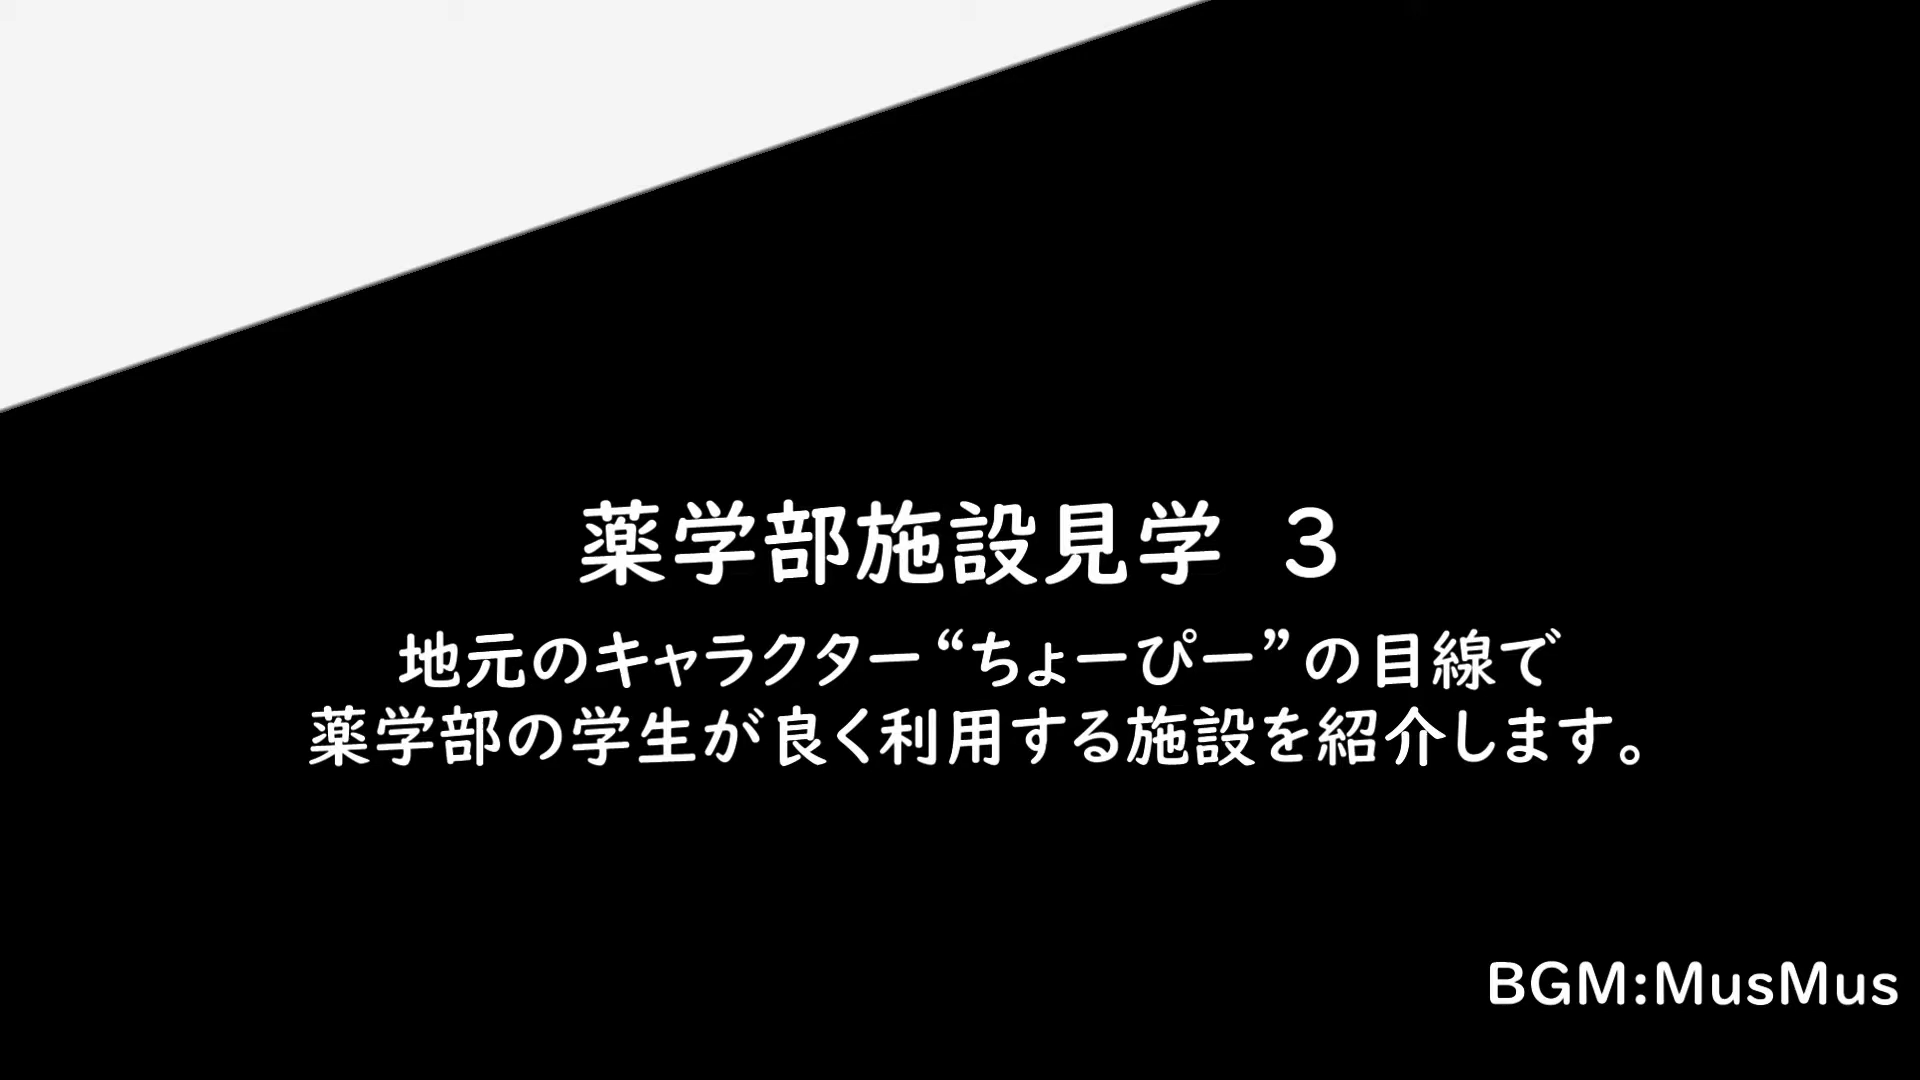 薬学部施設見学 3
地元のキャラクター“ちょーぴー”の目線で
薬学部の学生が良く利用する施設を紹介します。
BGM:MusMus